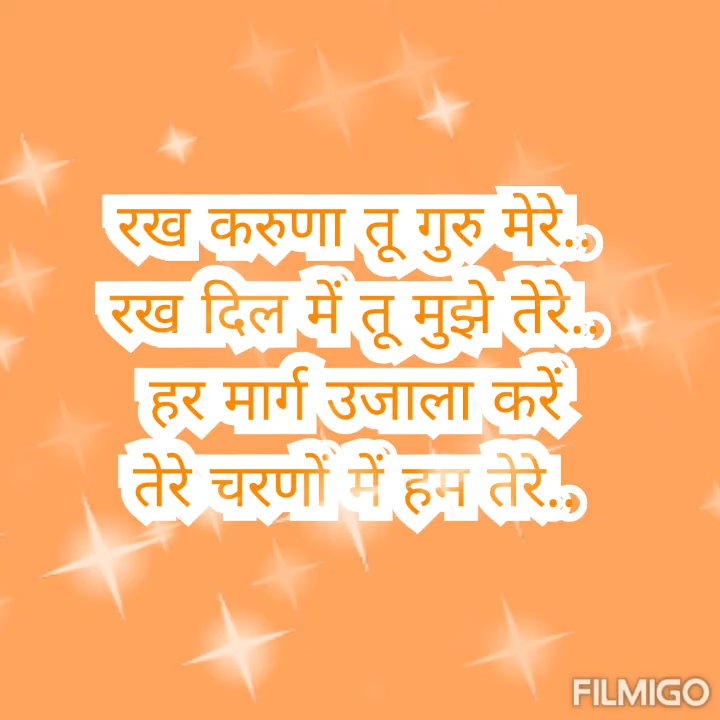 रख करुणा तू गुरु मेरे..
रख दिल में तू मुझे तेरे..
हर मार्ग उजाला करें
तेरे चरणों में हम तेरे..
FILMIGO